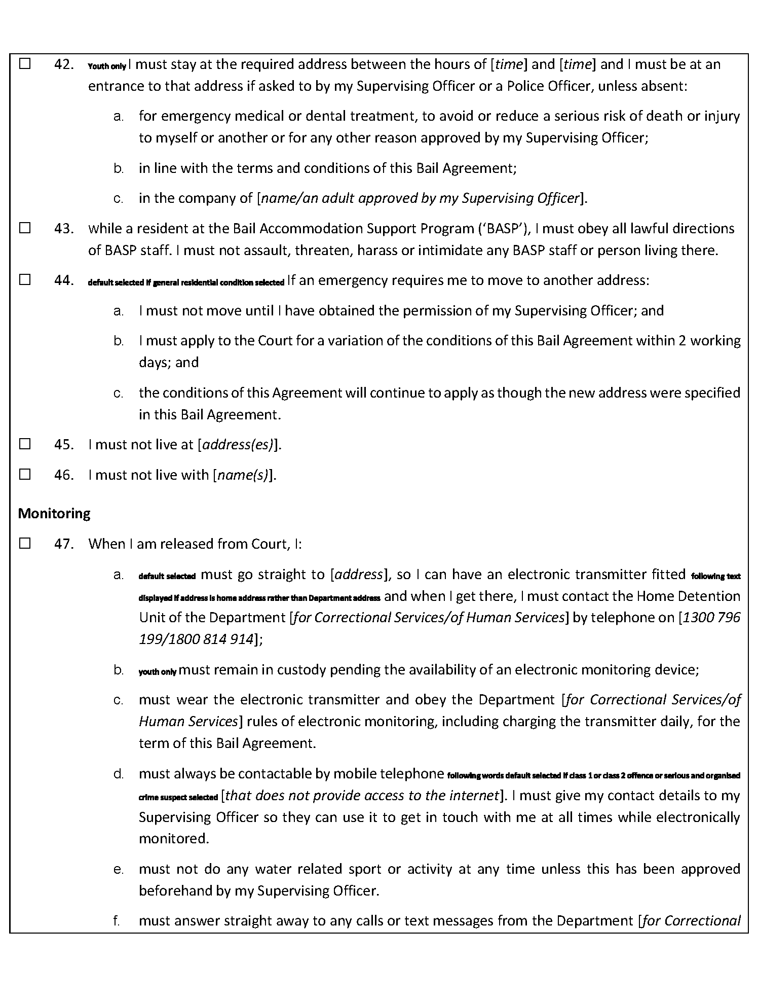 ☐ 42. Youth only I must stay at the required address between the hours of [time] and [time] and I must be at an
entrance to that address if asked to by my Supervising Officer or a Police Officer, unless absent:
a. for emergency medical or dental treatment, to avoid or reduce a serious risk of death or injury
to myself or another or for any other reason approved by my Supervising Officer;
b. in line with the terms and conditions of this Bail Agreement;
c. in the company of [name/an adult approved by my Supervising Officer].
☐ 43. While a resident at the Bail Accommodation Support Program (‘BASP’), I must obey all lawful directions
of BASP staff. I must not assault, threaten, harass or intimidate any BASP staff or person living there.
☐ 44. default selected if general residential condition selected If an emergency requires me to move to another address:
a. I must not move until I have obtained the permission of my Supervising Officer; and
b. I must apply to the Court for a variation of the conditions of this Bail Agreement within 2 working
days; and
c. the conditions of this Agreement will continue to apply as though the new address were specified
in this Bail Agreement.
☐ 45. I must not live at [address(es)].
☐ 46. I must not live with [name(s)].
Monitoring
☐ 47. When I am released from Court, I:
a. default selected must go straight to [address], so I can have an electronic transmitter fitted following text
displayed if address is home address rather than Department address and when I get there, I must contact the Home Detention
Unit of the Department [for Correctional Services/of Human Services] by telephone on [1300 796
199/1800 814 914];
b. youth only must remain in custody pending the availability of an electronic monitoring device;
c. must wear the electronic transmitter and obey the Department [for Correctional Services/of
Human Services] rules of electronic monitoring, including charging the transmitter daily, for the
term of this Bail Agreement.
d. must always be contactable by mobile telephone following words default selected if class 1 or class 2 offence or serious and organised
crime suspect selected [that does not provide access to the internet]. I must give my contact details to my
Supervising Officer so they can use it to get in touch with me at all times while electronically
monitored.
e. must not do any water related sport or activity at any time unless this has been approved
beforehand by my Supervising Officer.
f. must answer straight away to any calls or text messages from the Department [for Correctional